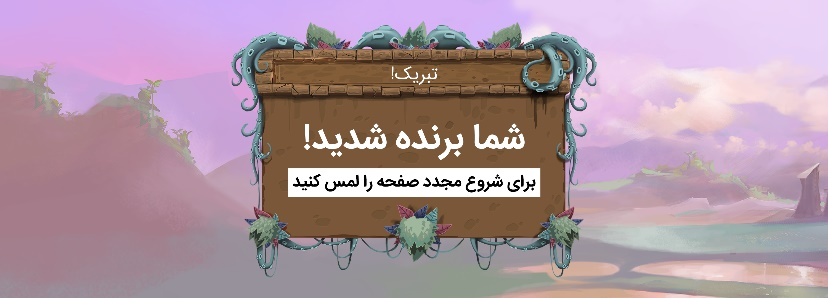 تبریک!
شما برنده شدید!
برای شروع مجدد صفحه را لمس کنید